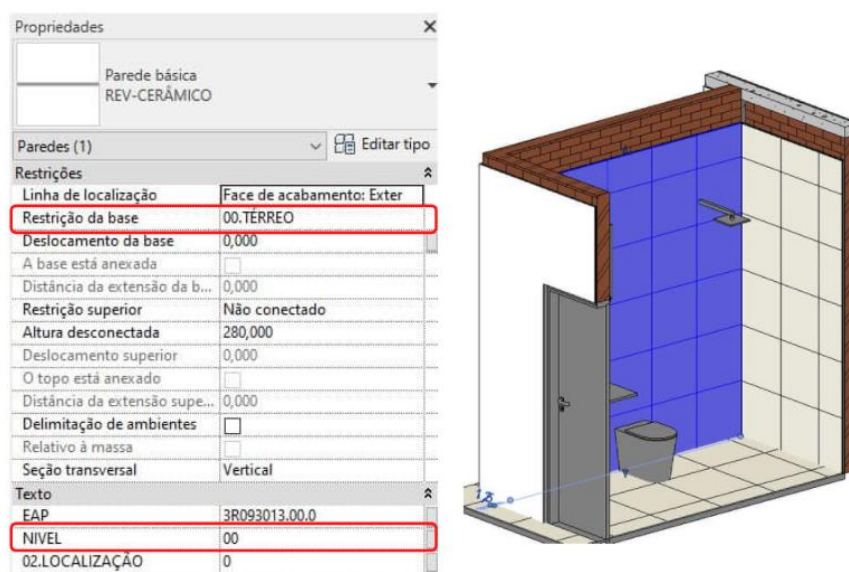 Propriedades
Parede básica
REV-CERÂMICO
Paredes (1) Editar tipo
Restrições
Linha de localização Face de acabamento: Exter
Restrição da base 00.TÉRREO
Deslocamento da base 0,000
A base está anexada
Distância da extensão da b... 0,000
Restrição superior Não conectado
Altura desconectada 280,000
Deslocamento superior 0,000
O topo está anexado
Distância da extensão supe... 0,000
Delimitação de ambientes
Relativo à massa
Seção transversal Vertical
Texto
EAP 3R093013.00.0
NIVEL 00
02.LOCALIZAÇÃO 0